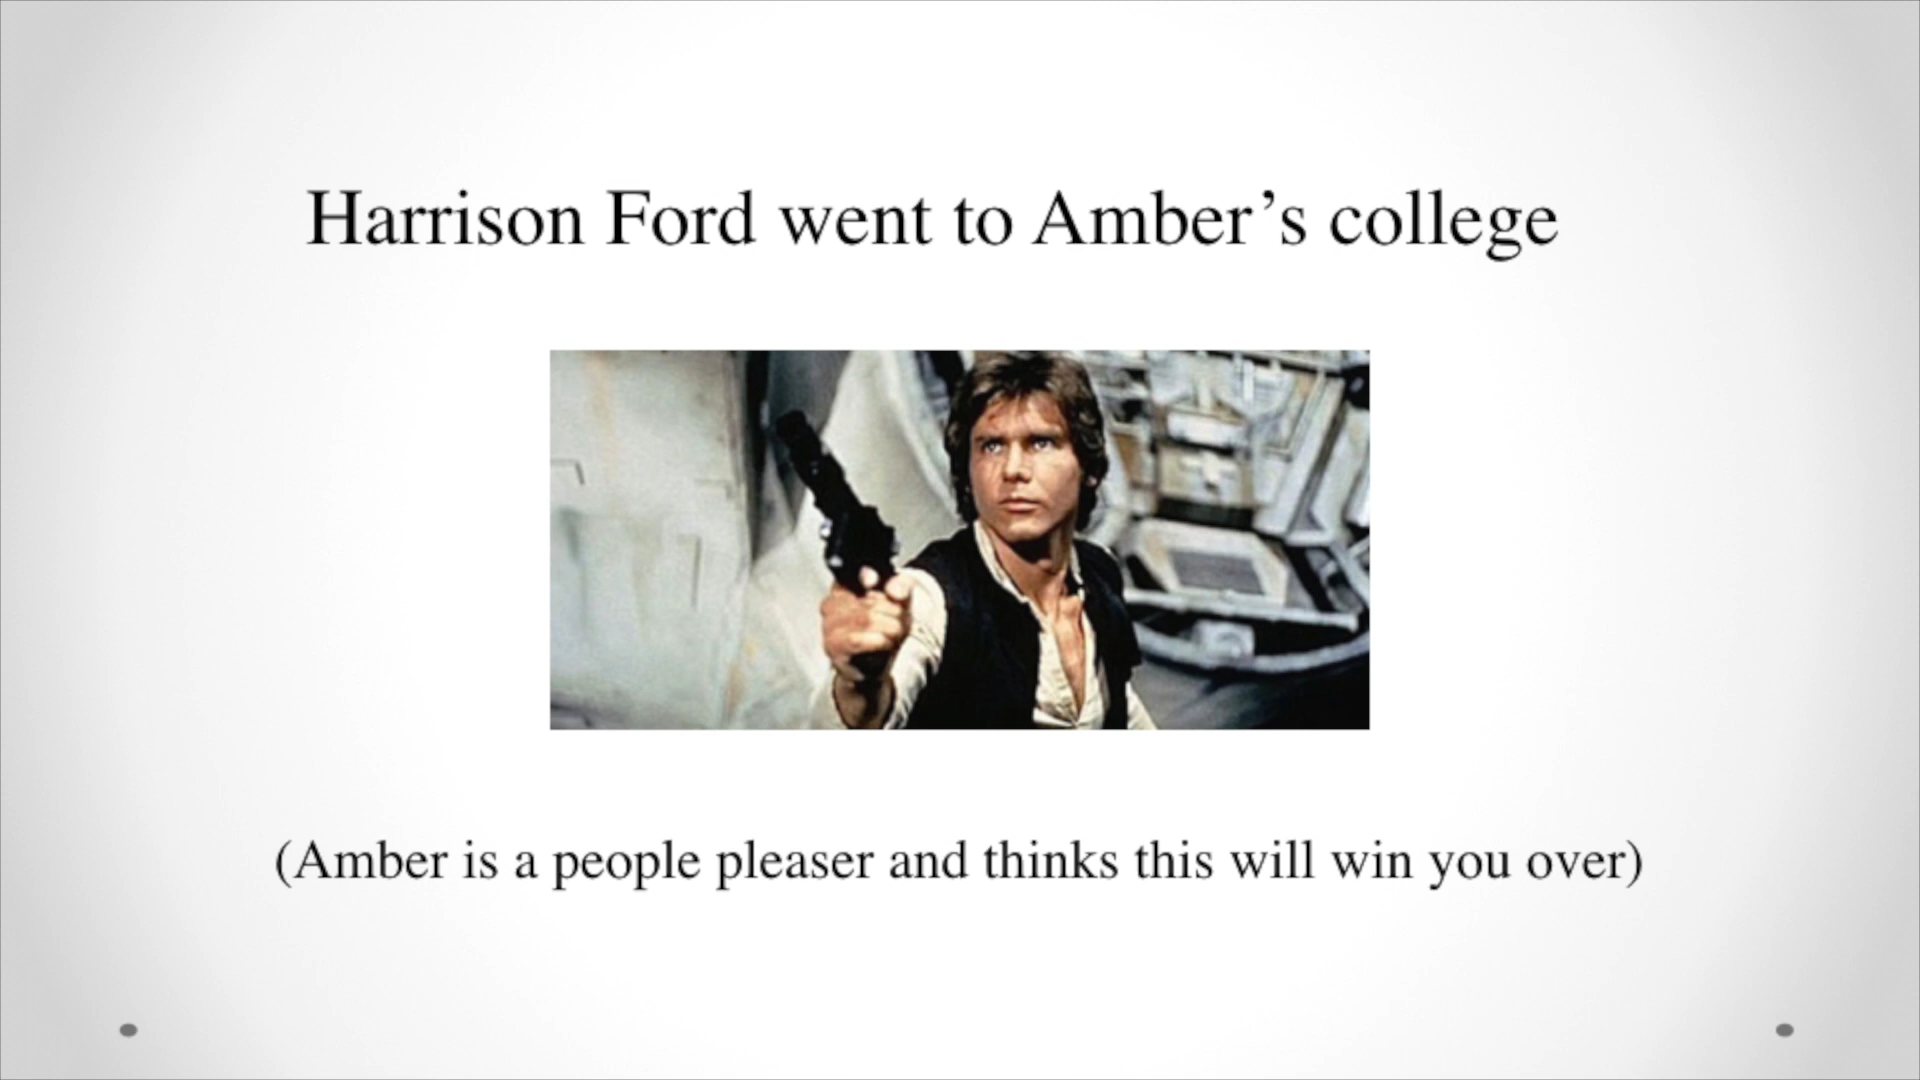 Harrison Ford went to Amber’s college
(Amber is a people pleaser and thinks this will win you over)